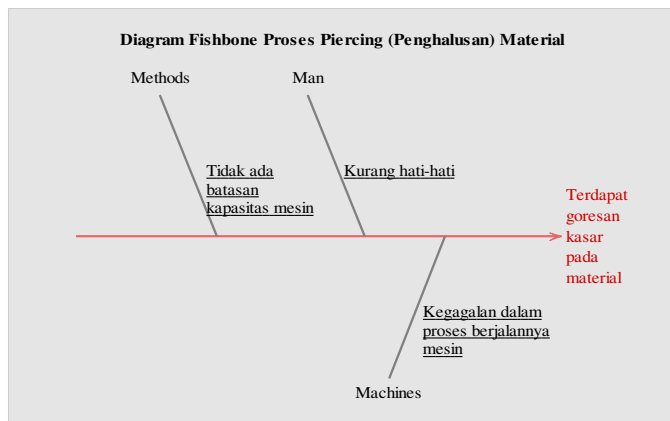 Diagram Fishbone Proses Piercing (Penghalusan) Material
Methods
Man
Tidak ada
batasan
kapasitas mesin
Kurang hati-hati
Terdapat
goresan
kasar
pada
material
Kegagalan dalam
proses berjalannya
mesin
Machines